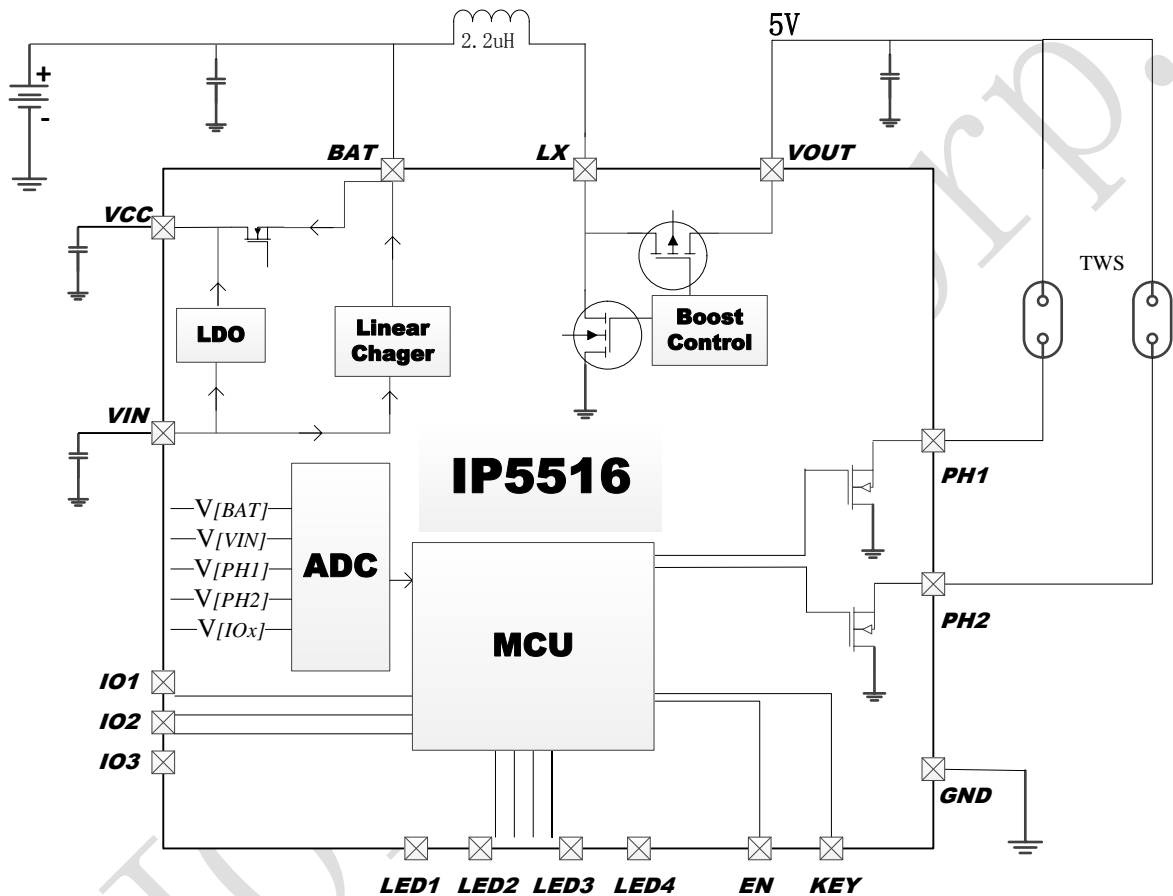 2.2uH
5V
+
-
BAT
LX
VOUT
VCC
TWS
LDO
Linear
Chager
Boost
Control
VIN
IP5516
PH1
V[BAT]
V[VIN]
V[PH1]
V[PH2]
V[IOx]
ADC
MCU
PH2
IO1
IO2
IO3
GND
LED1 LED2 LED3 LED4 EN KEY
orp.